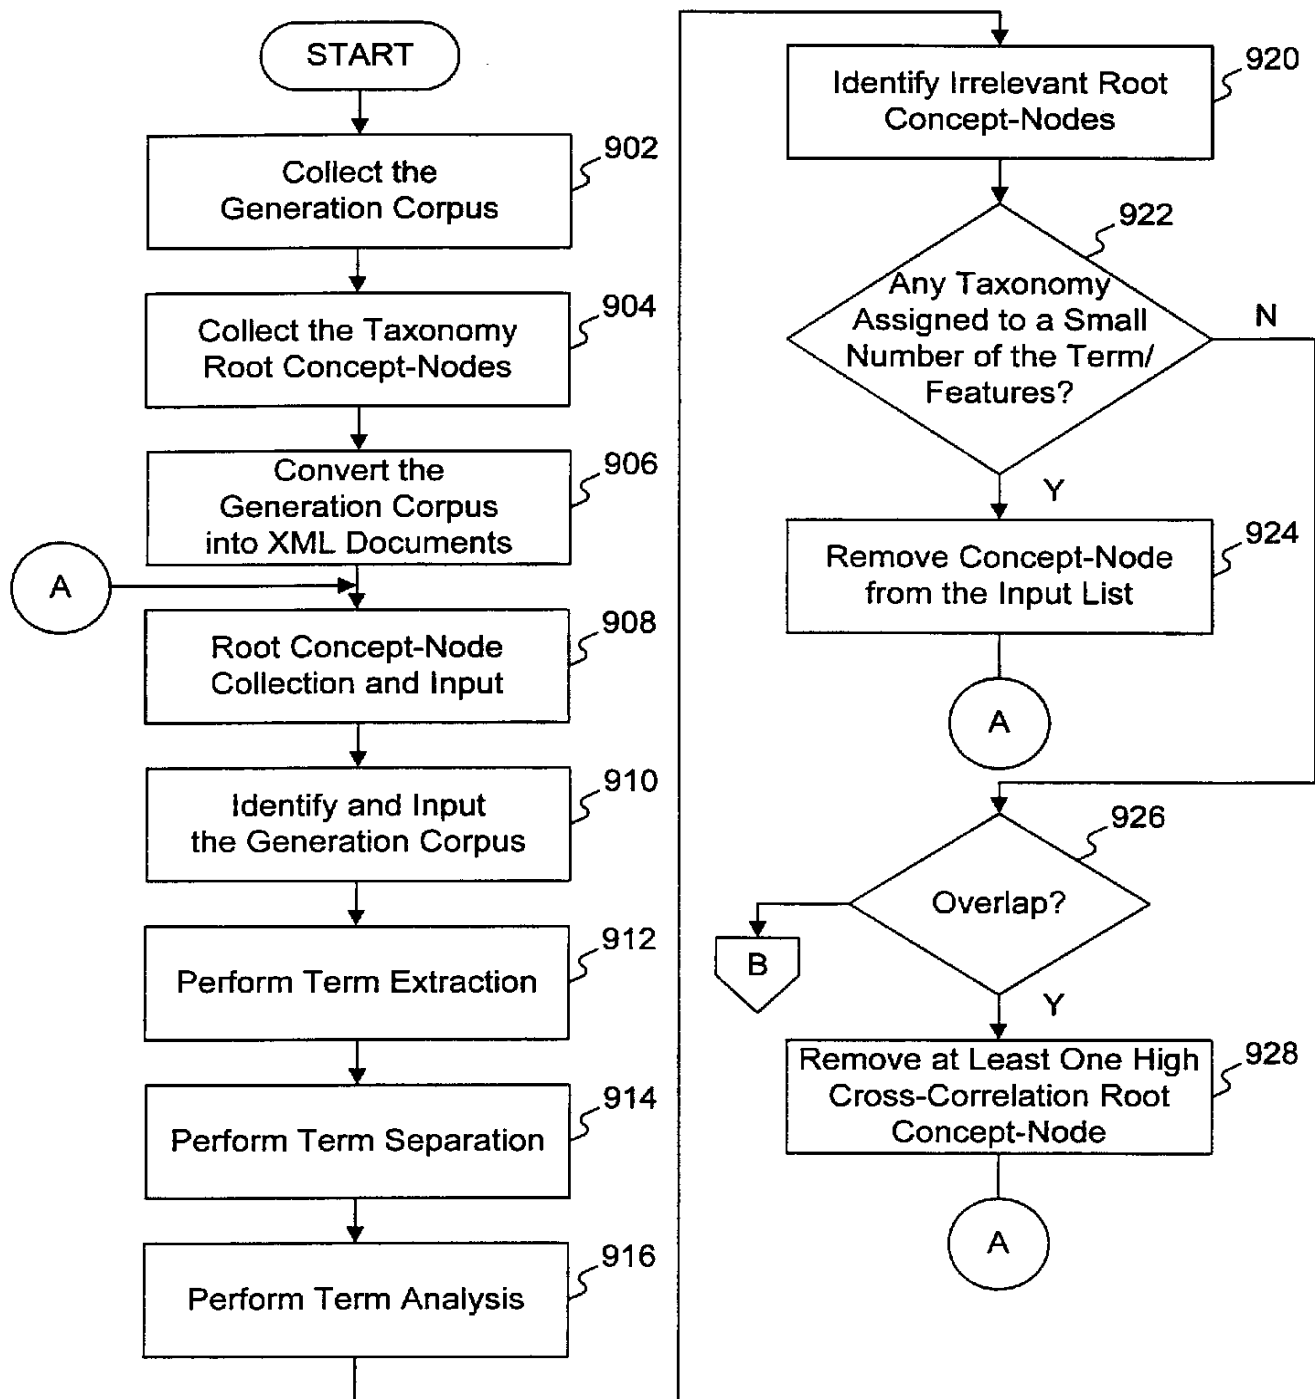 START
902
Collect the
Generation Corpus
904
Collect the Taxonomy
Root Concept-Nodes
906
Convert the
Generation Corpus
into XML Documents
A
908
Root Concept-Node
Collection and Input
910
Identify and Input
the Generation Corpus
912
Perform Term Extraction
914
Perform Term Separation
916
Perform Term Analysis
920
Identify Irrelevant Root
Concept-Nodes
922
Any Taxonomy
Assigned to a Small
Number of the Term/
Features?
N
Y
924
Remove Concept-Node
from the Input List
A
926
Overlap?
B
Y
928
Remove at Least One High
Cross-Correlation Root
Concept-Node
A